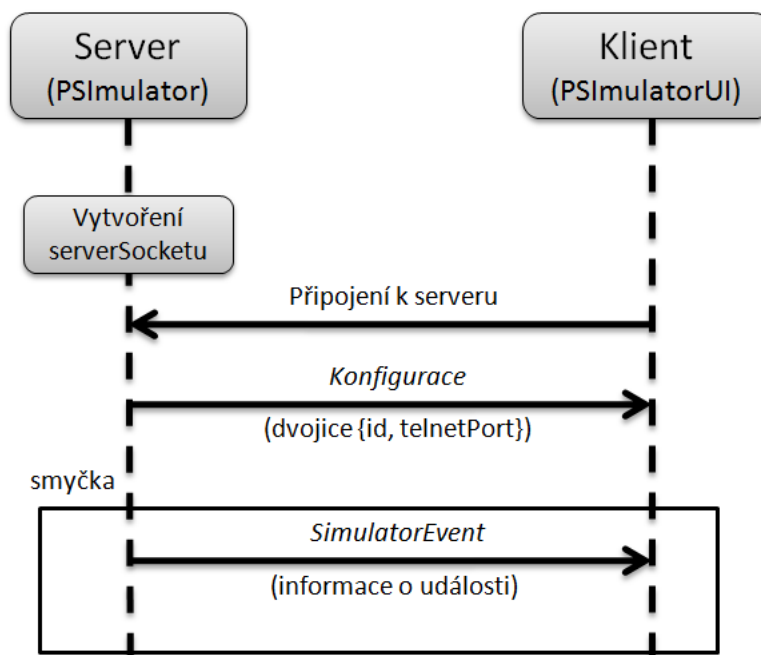 Server
(PSImulator)
Klient
(PSImulatorUI)
Vytvoření
serverSocketu
Připojení k serveru
Konfigurace
(dvojice {id, telnetPort})
smyčka
SimulatorEvent
(informace o události)